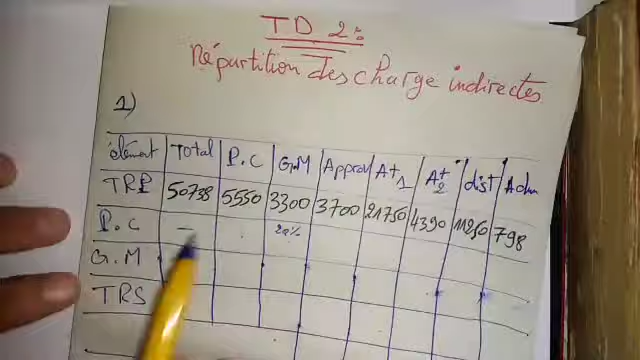 TD 2:
Répartition des charge indirectes
1)
élément Total P.C G.M Approv At 1 At 2 dist Adm
TRP 50738 5550 3300 3700 21750 4390 11250 798
P.C — 20%
G.M
TRS